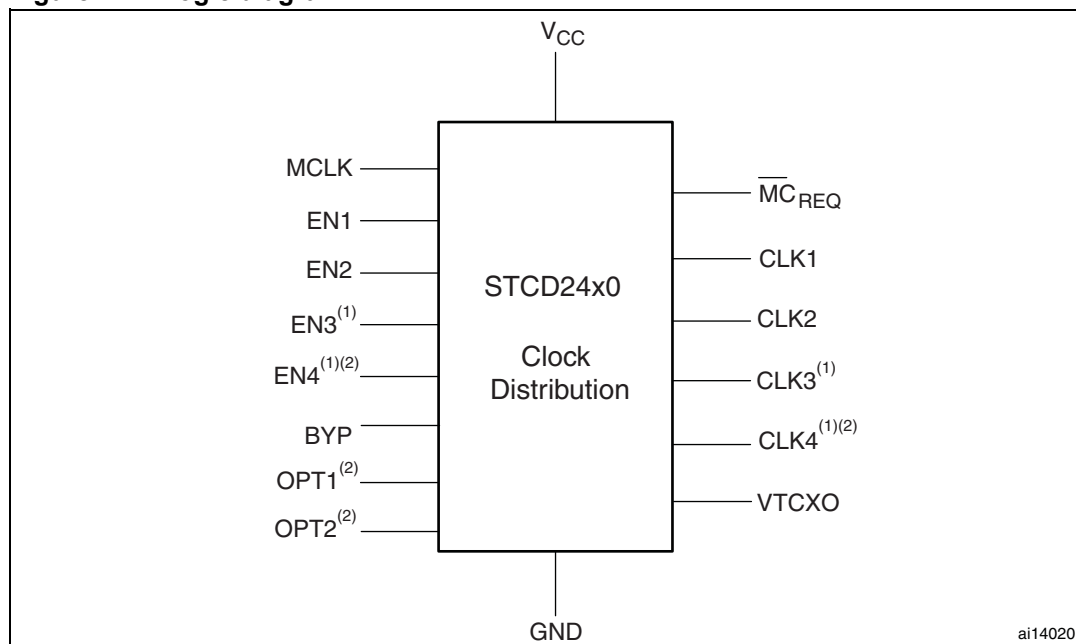 V_CC
MCLK
EN1
EN2
EN3(1)
EN4(1)(2)
BYP
OPT1(2)
OPT2(2)
STCD24x0
Clock
Distribution
M̅C̅_REQ
CLK1
CLK2
CLK3(1)
CLK4(1)(2)
VTCXO
GND
ai14020